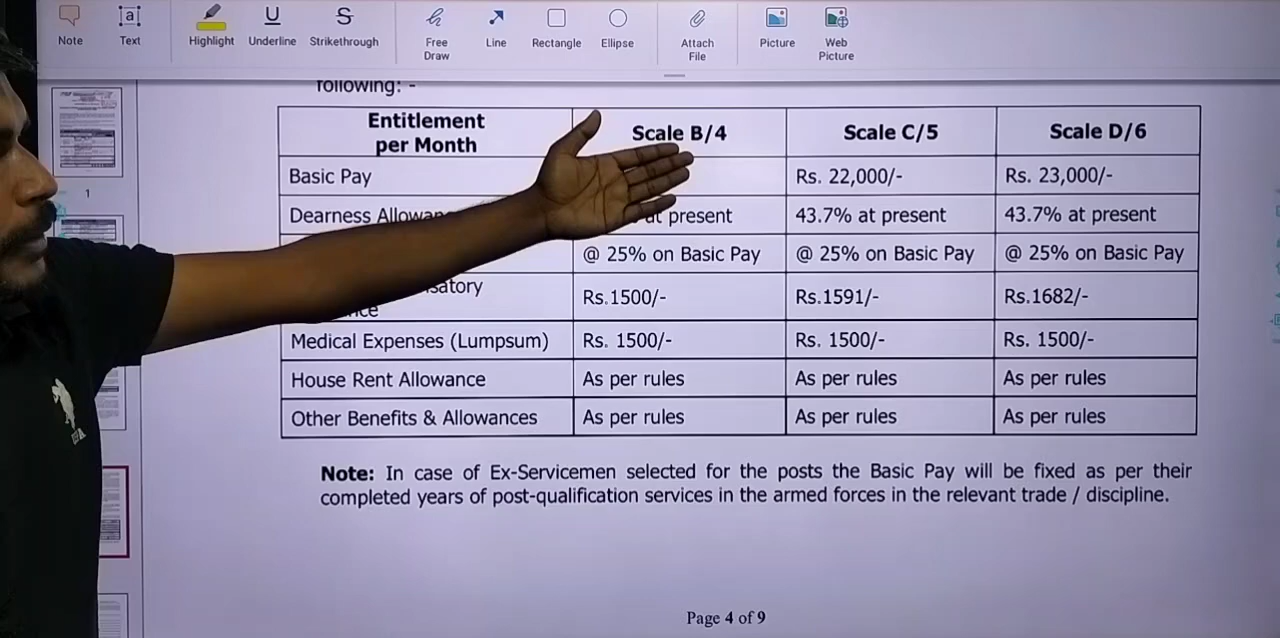 Note
Text
Highlight
Underline
Strikethrough
Free
Draw
Line
Rectangle
Ellipse
Attach
File
Picture
Web
Picture
following: -
Entitlement
per Month
Scale B/4
Scale C/5
Scale D/6
Basic Pay
Rs. 22,000/-
Rs. 23,000/-
Dearness
at present
43.7% at present
43.7% at present
@ 25% on Basic Pay
@ 25% on Basic Pay
@ 25% on Basic Pay
Rs.1500/-
Rs.1591/-
Rs.1682/-
Medical Expenses (Lumpsum)
Rs. 1500/-
Rs. 1500/-
Rs. 1500/-
House Rent Allowance
As per rules
As per rules
As per rules
Other Benefits & Allowances
As per rules
As per rules
As per rules
Note: In case of Ex-Servicemen selected for the posts the Basic Pay will be fixed as per their
completed years of post-qualification services in the armed forces in the relevant trade / discipline.
Page 4 of 9
1